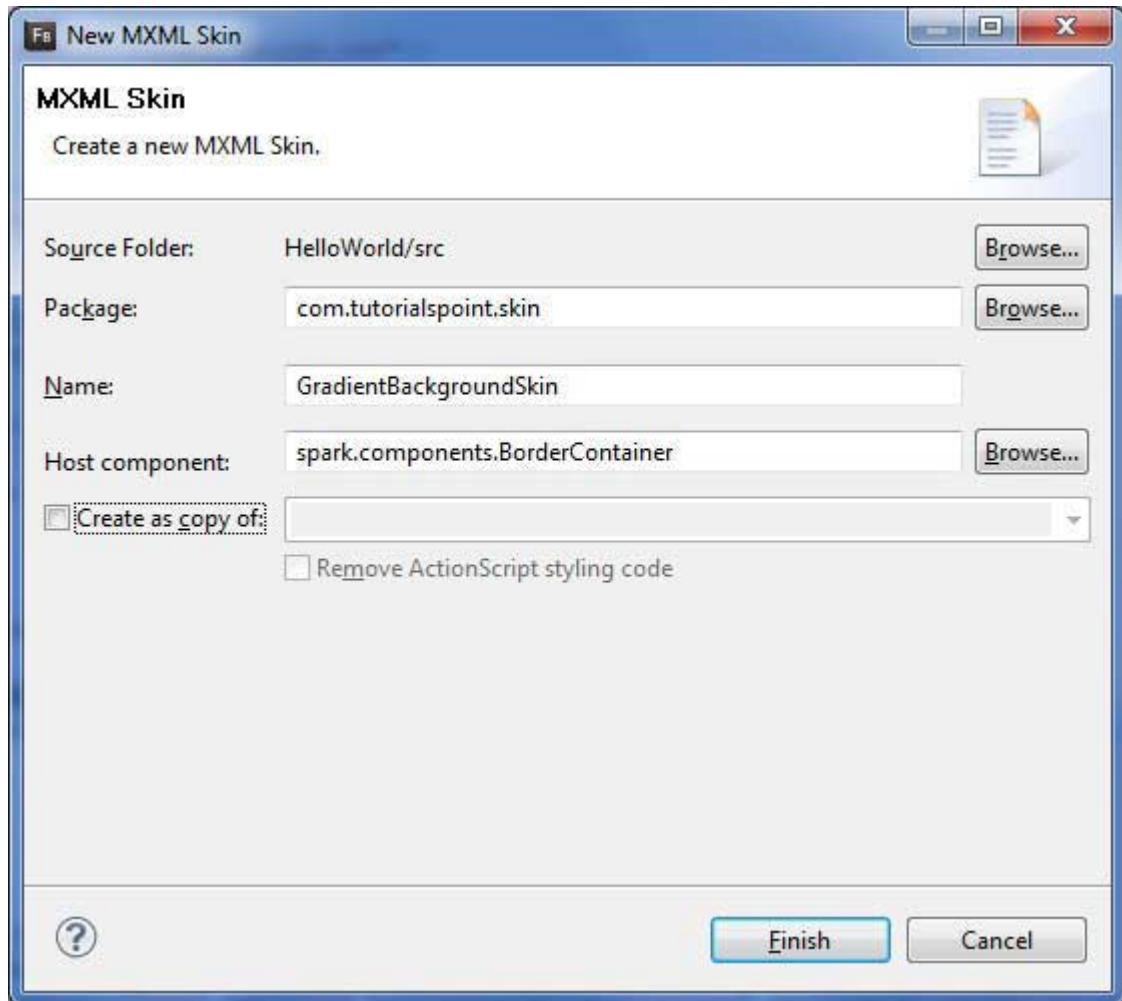 FB New MXML Skin
MXML Skin
Create a new MXML Skin.
Source Folder: HelloWorld/src Browse...
Package: com.tutorialspoint.skin Browse...
Name: GradientBackgroundSkin
Host component: spark.components.BorderContainer Browse...
Create as copy of:
Remove ActionScript styling code
? Finish Cancel